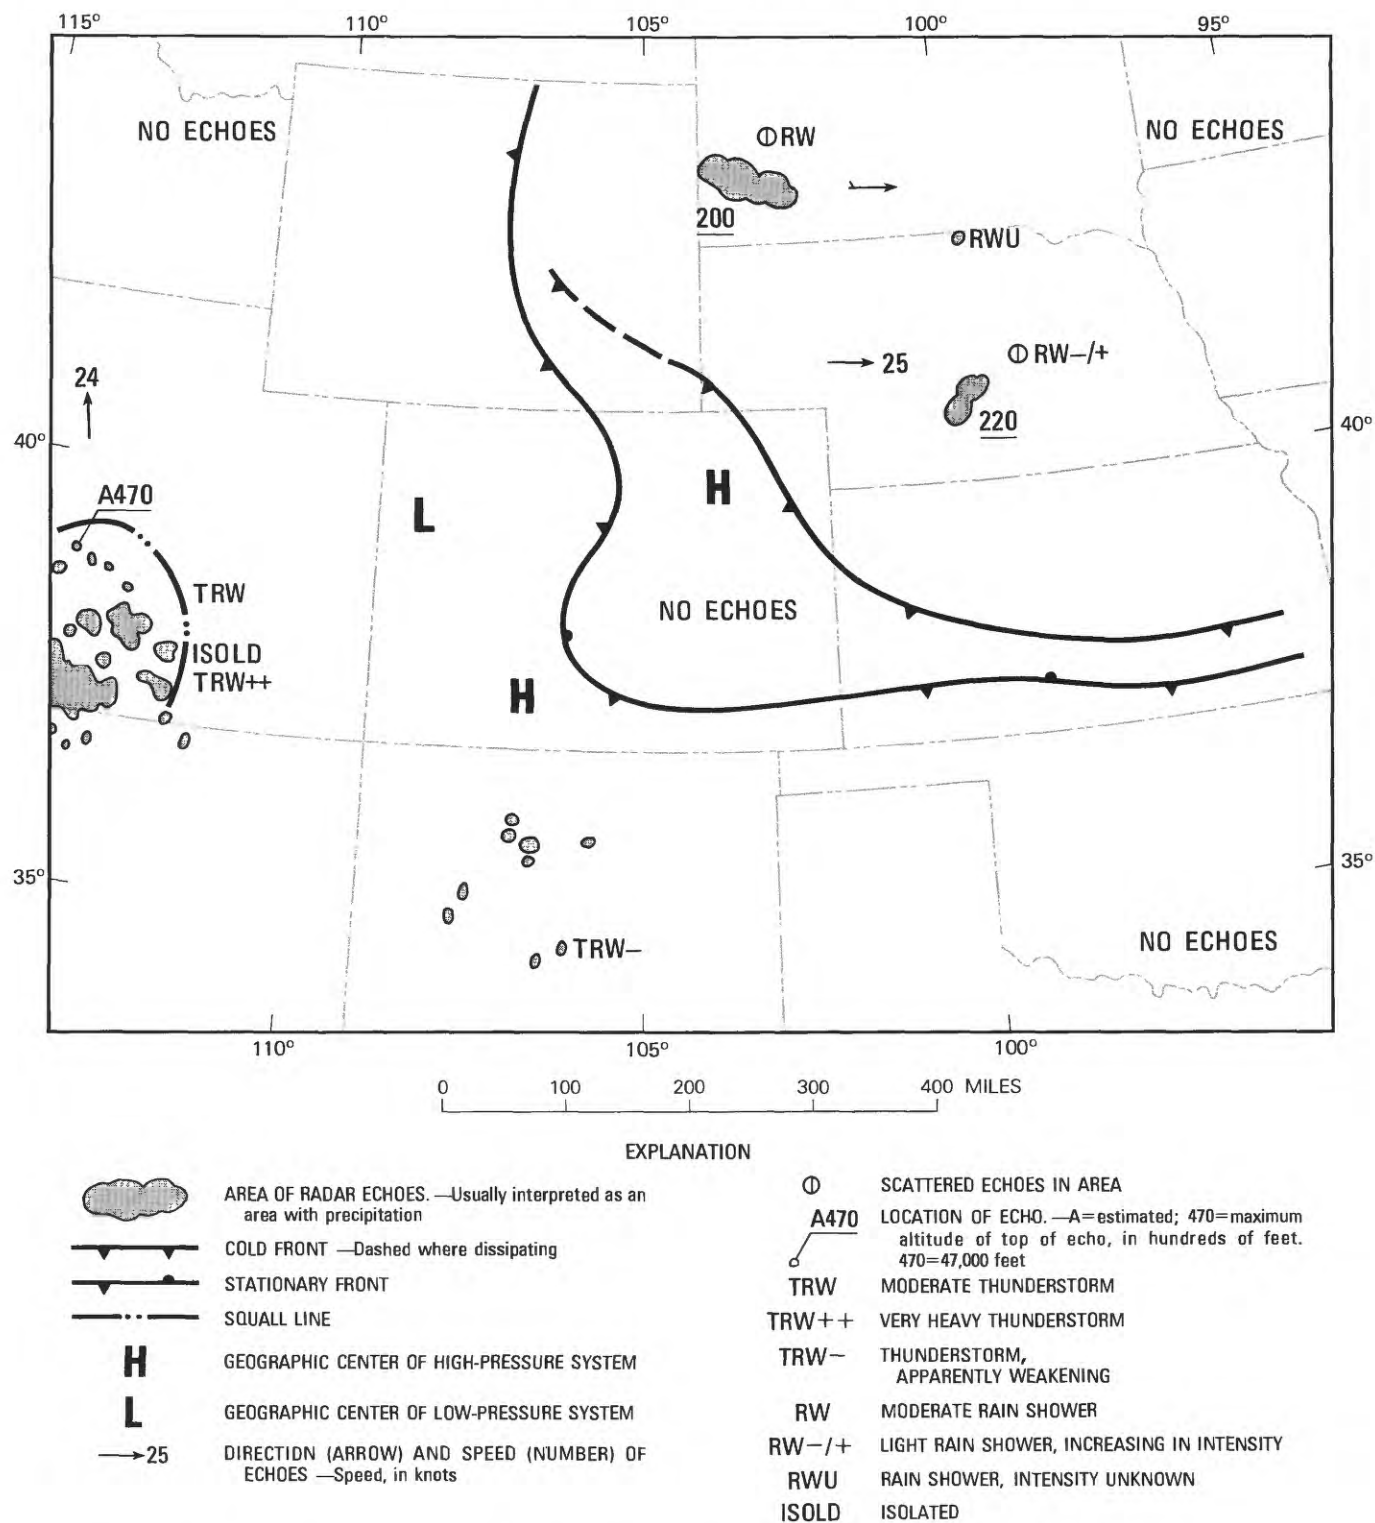 115° 110° 105° 100° 95°
NO ECHOES
RW
NO ECHOES
200
RWU
RW–/+
25
24
220
40° 40°
A470
H
L
TRW
NO ECHOES
ISOLD
TRW++
H
35° 35°
TRW–
NO ECHOES
110° 105° 100°
0 100 200 300 400 MILES
EXPLANATION
AREA OF RADAR ECHOES. —Usually interpreted as an
area with precipitation
COLD FRONT —Dashed where dissipating
STATIONARY FRONT
SQUALL LINE
H GEOGRAPHIC CENTER OF HIGH-PRESSURE SYSTEM
L GEOGRAPHIC CENTER OF LOW-PRESSURE SYSTEM
25 DIRECTION (ARROW) AND SPEED (NUMBER) OF
ECHOES —Speed, in knots
SCATTERED ECHOES IN AREA
A470 LOCATION OF ECHO. —A=estimated; 470=maximum
altitude of top of echo, in hundreds of feet.
470=47,000 feet
TRW MODERATE THUNDERSTORM
TRW++ VERY HEAVY THUNDERSTORM
TRW– THUNDERSTORM,
APPARENTLY WEAKENING
RW MODERATE RAIN SHOWER
RW–/+ LIGHT RAIN SHOWER, INCREASING IN INTENSITY
RWU RAIN SHOWER, INTENSITY UNKNOWN
ISOLD ISOLATED